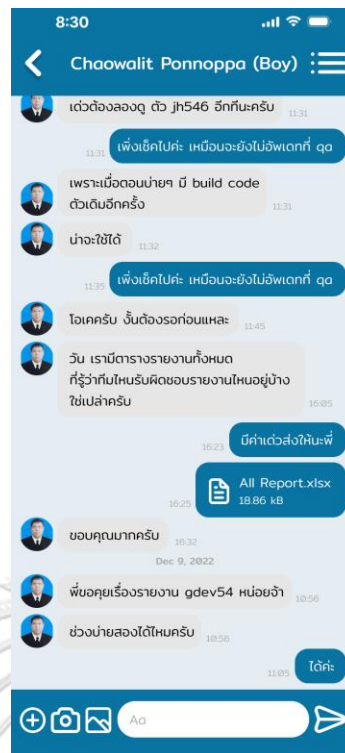 8:30
Chaowalit Ponnoppa (Boy)
เด่วต้องลองดู ตัว jh546 อีกทีนะครับ
11:31
เพิ่งเช็คไปค่ะ เหมือนจะยังไม่อัพเดทที่ qa
11:31
เพราะเมื่อตอนบ่ายๆ มี build code
ตัวเดิมอีกครั้ง
11:31
น่าจะใช้ได้
11:32
เพิ่งเช็คไปค่ะ เหมือนจะยังไม่อัพเดทที่ qa
11:35
โอเคครับ งั้นต้องรอก่อนแหละ
11:45
วัน เรามีตารางรายงานทั้งหมด
ที่รู้ว่าทีมไหนรับผิดชอบรายงานไหนอยู่บ้าง
ใช่เปล่าครับ
16:05
มีค่าเด่วส่งให้นะพี่
16:23
All Report.xlsx
18.86 kB
16:25
ขอบคุณมากครับ
16:32
Dec 9, 2022
พี่ขอคุยเรื่องรายงาน gdev54 หน่อยจ้า
10:56
ช่วงบ่ายสองได้ไหมครับ
10:56
ได้ค่ะ
11:05
Aa